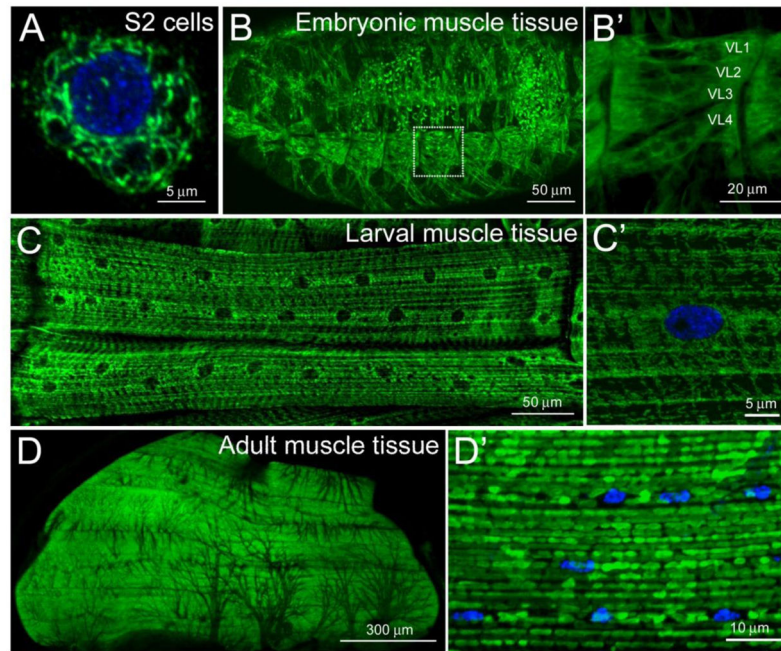 A
S2 cells
5 μm
B
Embryonic muscle tissue
50 μm
B'
VL1
VL2
VL3
VL4
20 μm
C
Larval muscle tissue
50 μm
C'
5 μm
D
Adult muscle tissue
300 μm
D'
10 μm